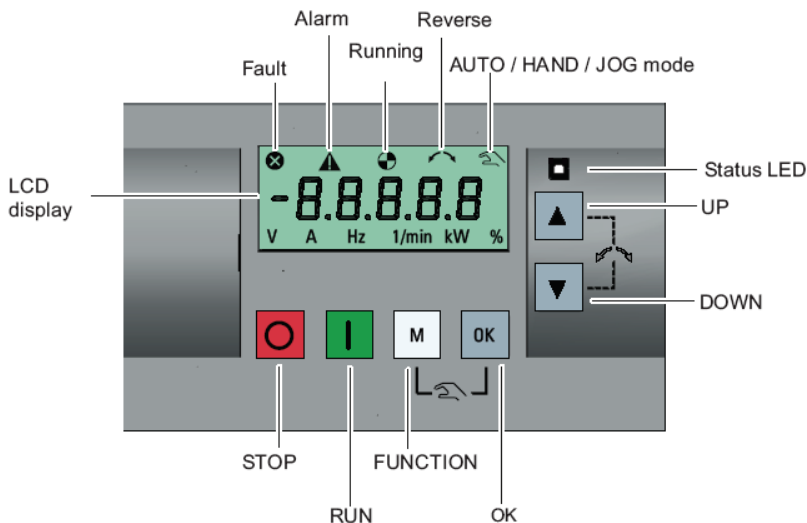 Alarm
Reverse
Fault
Running
AUTO / HAND / JOG mode
LCD
display
-8.8.8.8.8
V A Hz 1/min kW %
Status LED
UP
DOWN
M
OK
STOP
FUNCTION
RUN
OK